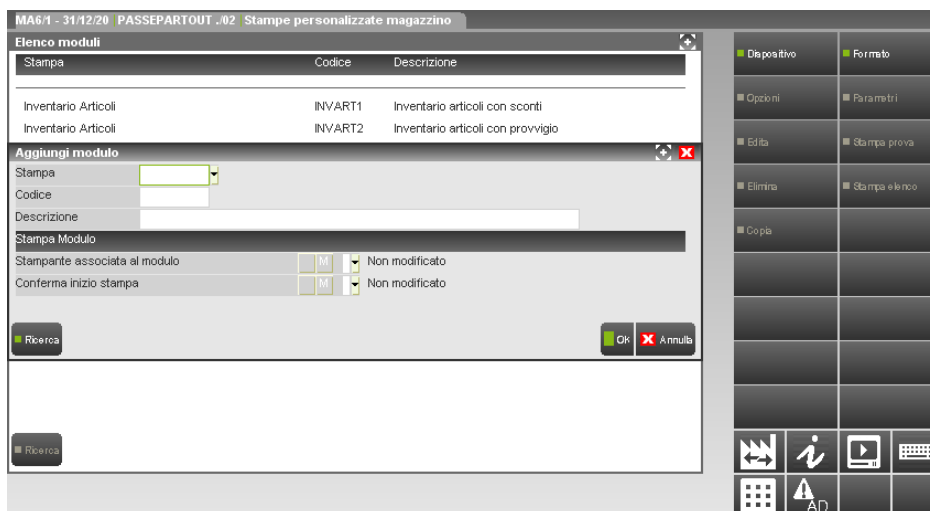 MA6/1 - 31/12/20 PASSEPARTOUT ./02 Stampe personalizzate magazzino
Elenco moduli
Stampa Codice Descrizione
Inventario Articoli INVART1 Inventario articoli con sconti
Inventario Articoli INVART2 Inventario articoli con provvigio
Aggiungi modulo
Stampa
Codice
Descrizione
Stampa Modulo
Stampante associata al modulo M Non modificato
Conferma inizio stampa M Non modificato
Ricerca Ok Annulla
Ricerca
Dispositivo Formato
Opzioni Parametri
Edita Stampa prova
Elimina Stampa elenco
Copia
AD